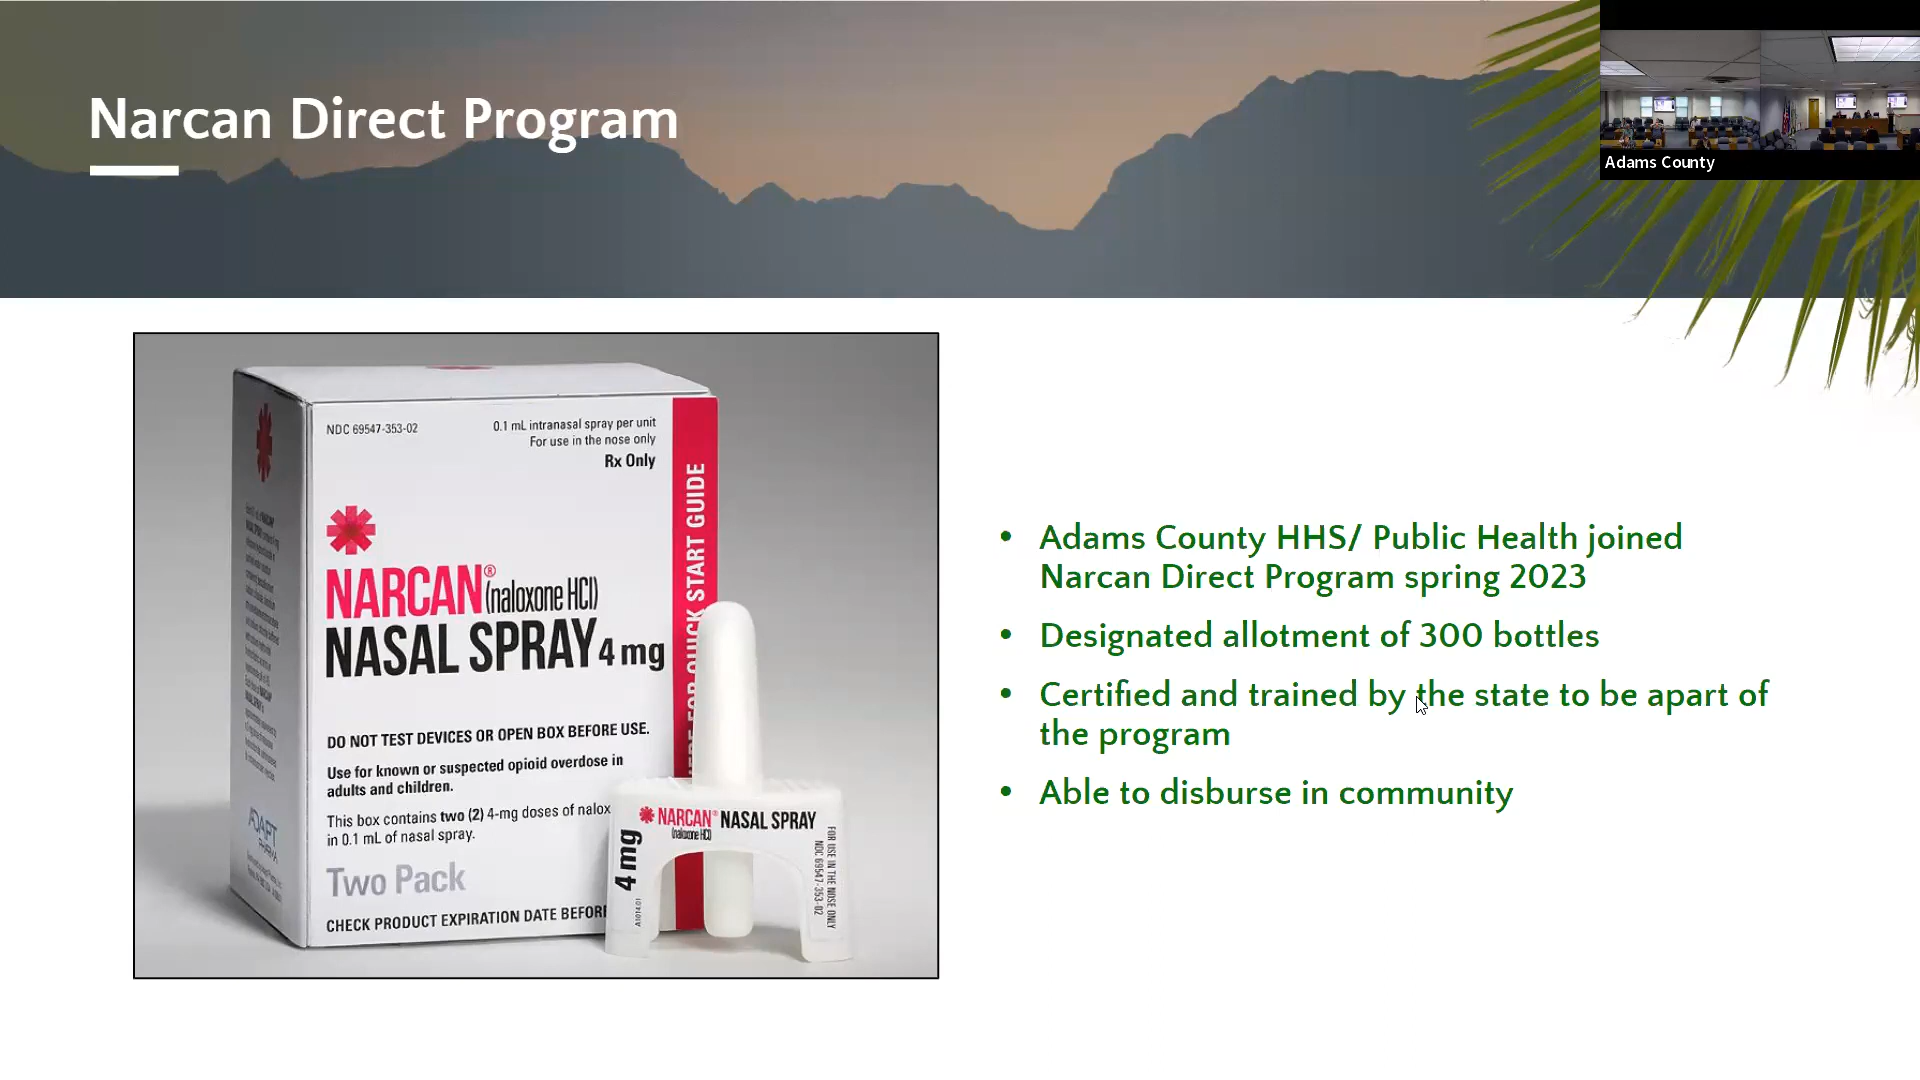 Narcan Direct Program
Adams County
NDC 69547-353-02
0.1 mL intranasal spray per unit
For use in the nose only
Rx Only
NARCAN® (naloxone HCl)
NASAL SPRAY 4 mg
DO NOT TEST DEVICES OR OPEN BOX BEFORE USE.
Use for known or suspected opioid overdose in
adults and children.
This box contains two (2) 4-mg doses of nalox
in 0.1 mL of nasal spray.
Two Pack
CHECK PRODUCT EXPIRATION DATE BEFOR
FOR QUICK START GUIDE
ADAPT
PHARMA
NARCAN® NASAL SPRAY
(naloxone HCl)
4 mg
FOR USE IN THE NOSE ONLY
NDC 69547-353-02
• Adams County HHS/ Public Health joined
Narcan Direct Program spring 2023
• Designated allotment of 300 bottles
• Certified and trained by the state to be apart of
the program
• Able to disburse in community